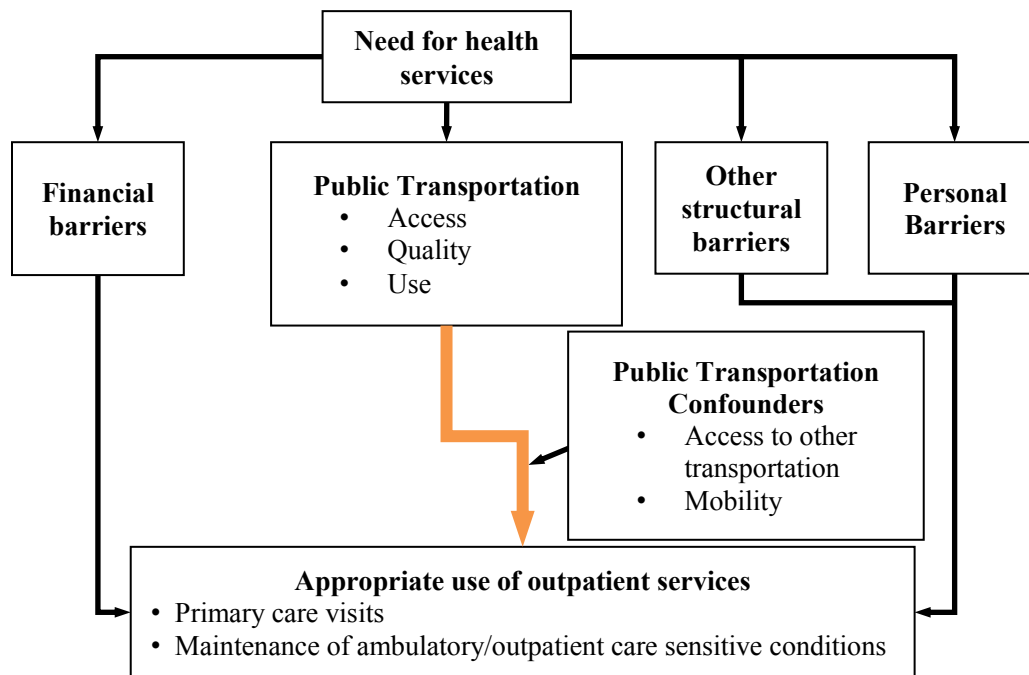 Need for health
services
Financial
barriers
Public Transportation
• Access
• Quality
• Use
Other
structural
barriers
Personal
Barriers
Public Transportation
Confounders
• Access to other
transportation
• Mobility
Appropriate use of outpatient services
• Primary care visits
• Maintenance of ambulatory/outpatient care sensitive conditions